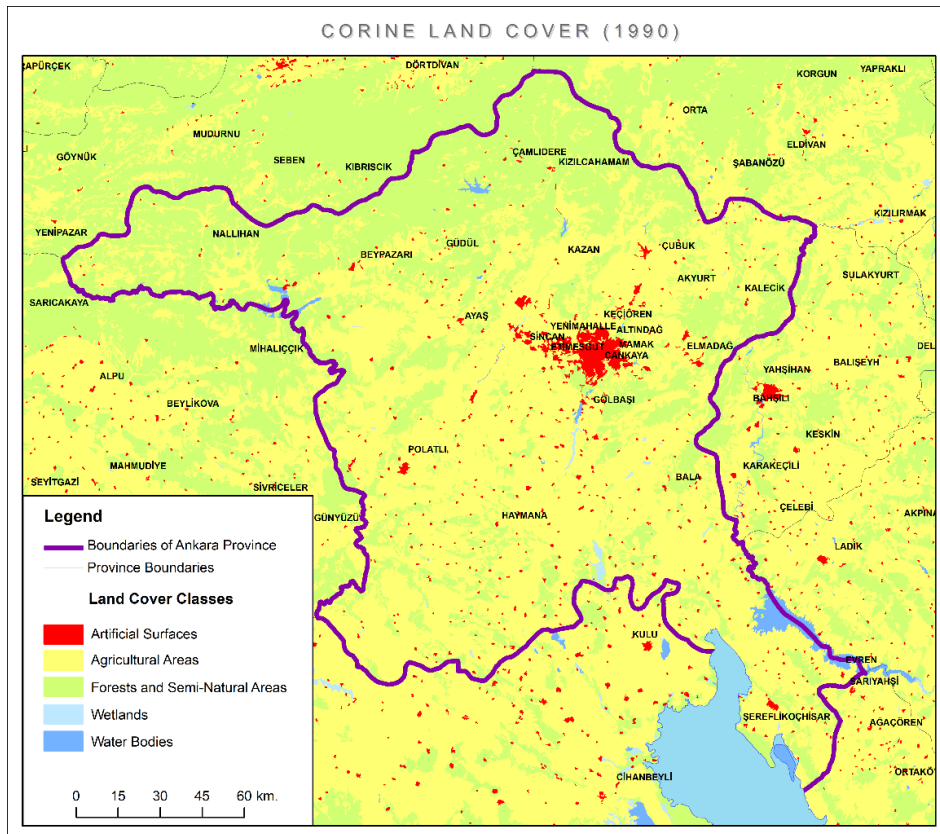 CORINE LAND COVER (1990)
ÇAPÜRÇEK
DÖRTDİVAN
KORGUN
YAPRAKLI
ORTA
MUDURNU
ELDİVAN
GÖYNÜK
SEBEN
KIBRISCIK
ÇAMLIDERE
KIZILCAHAMAM
ŞABANÖZÜ
YENİPAZAR
NALLIHAN
KIZILIRMAK
GÜDÜL
BEYPAZARI
KAZAN
ÇUBUK
AKYURT
SULAKYURT
KALECİK
SARICAKAYA
AYAŞ
KEÇİÖREN
YENİMAHALLE
ALTINDAĞ
SİNCAN
MAMAK
ETİMESGUT
ÇANKAYA
ELMADAĞ
DEL
MİHALIÇÇIK
YAHŞİHAN
BALIŞEYH
ALPU
BAHŞILI
BEYLİKOVA
GÖLBAŞI
KESKİN
POLATLI
MAHMUDİYE
KARAKEÇİLİ
SEYİTGAZİ
SİVRİCELER
BALA
ÇELEBİ
AKPINA
GÜNYÜZÜ
HAYMANA
LADİK
KULU
EVREN
SARIYAHŞİ
ŞEREFLİKOÇHİSAR
AĞAÇÖREN
CİHANBEYLİ
ORTAKÖ
Legend
Boundaries of Ankara Province
Province Boundaries
Land Cover Classes
Artificial Surfaces
Agricultural Areas
Forests and Semi-Natural Areas
Wetlands
Water Bodies
0 15 30 45 60 km.